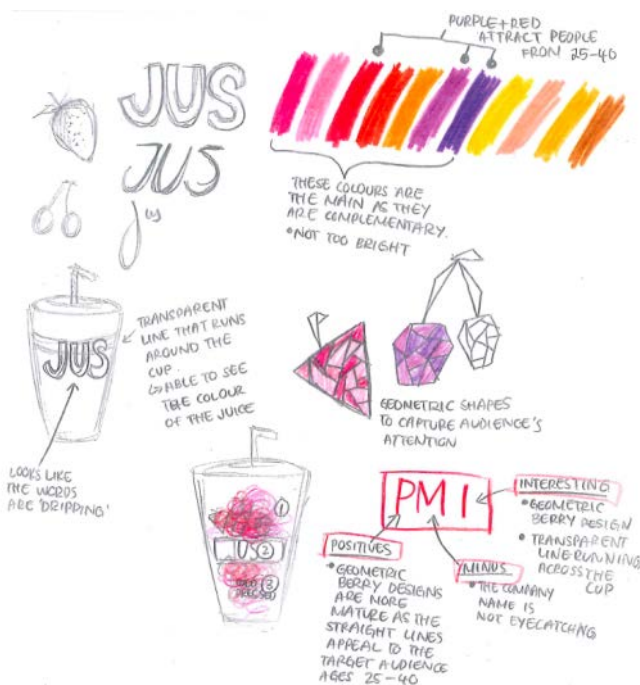 PURPLE+RED
ATTRACT PEOPLE
FROM 25-40
JUS
JUS
Jus
THESE COLOURS ARE
THE MAIN AS THEY
ARE COMPLEMENTARY.
• NOT TOO BRIGHT
TRANSPARENT
LINE THAT RUNS
AROUND THE
CUP.
↳ ABLE TO SEE
THE COLOUR
OF THE JUICE
JUS
LOOKS LIKE
THE WORDS
ARE 'DRIPPING'
GEOMETRIC SHAPES
TO CAPTURE AUDIENCE'S
ATTENTION
1
JUS 2
3
PRESSED
PMI
POSITIVES
• GEOMETRIC
BERRY DESIGNS
ARE MORE
MATURE AS THE
STRAIGHT LINES
APPEAL TO THE
TARGET AUDIENCE
AGES 25-40
MINUS
• THE COMPANY
NAME IS
NOT EYECATCHING
INTERESTING
• GEOMETRIC
BERRY DESIGN
• TRANSPARENT
LINE RUNNING
ACROSS THE
CUP